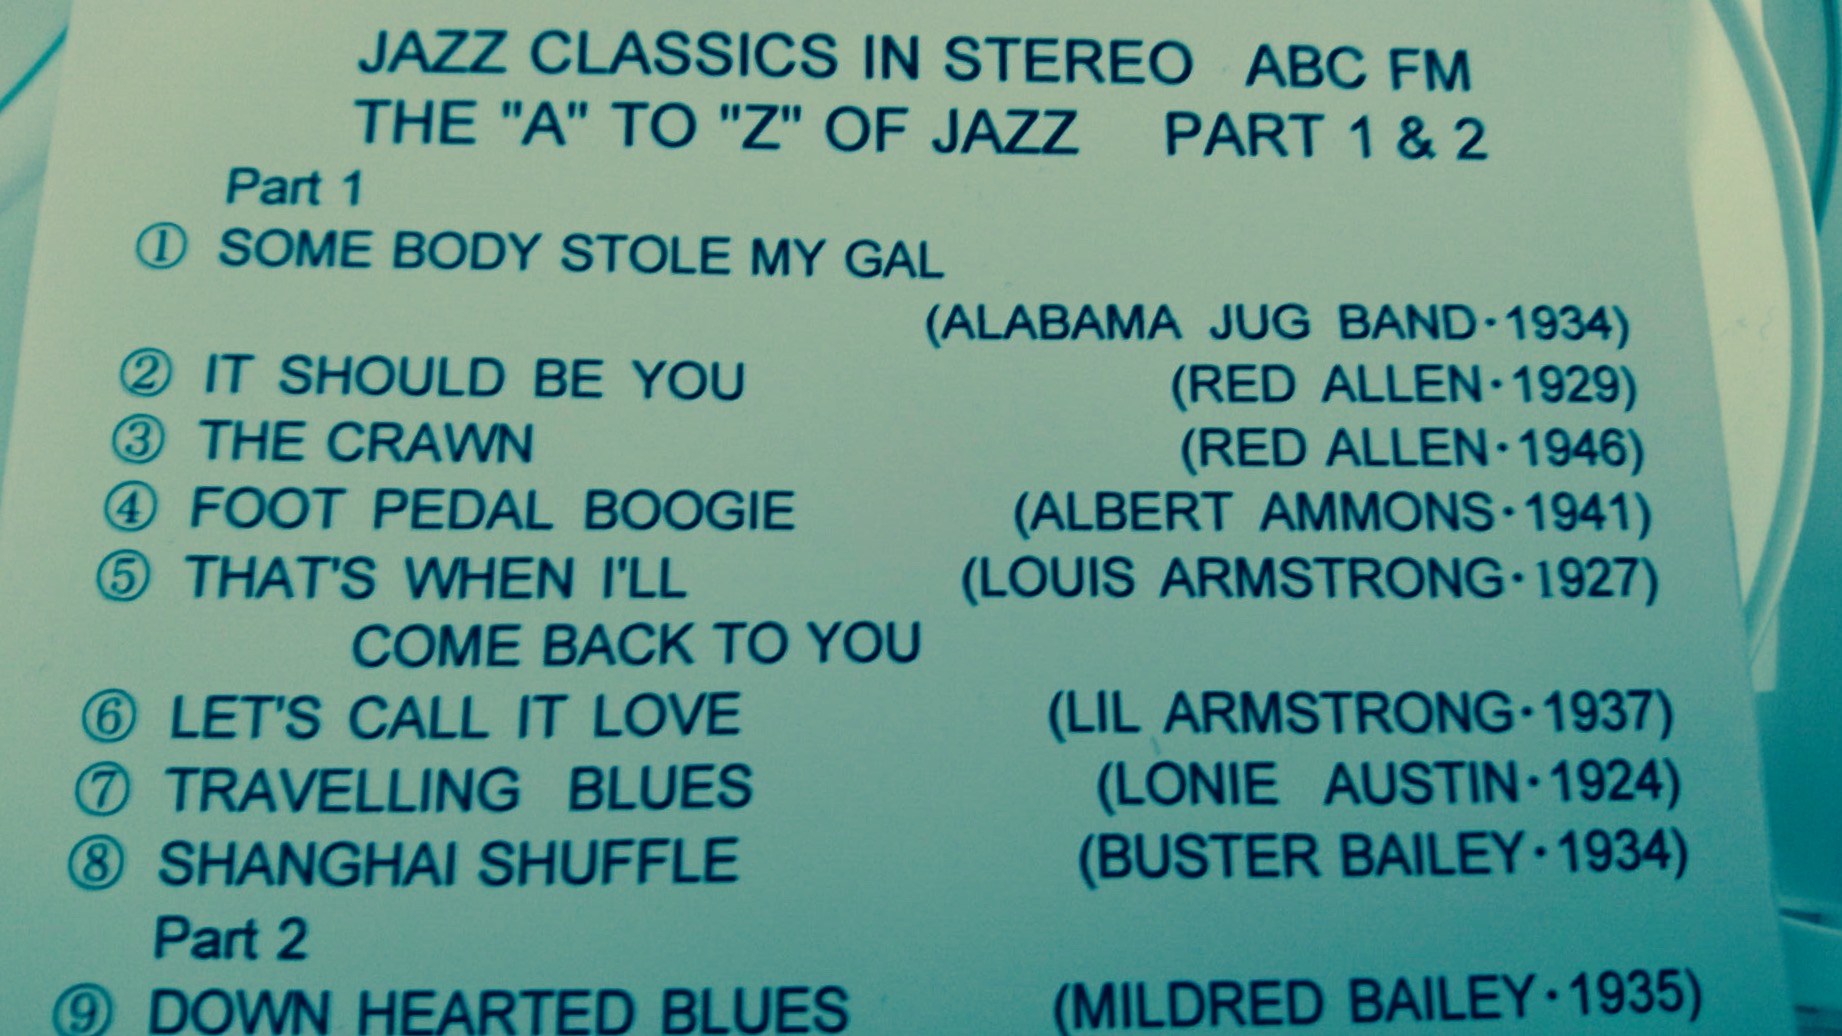 JAZZ CLASSICS IN STEREO ABC FM
THE "A" TO "Z" OF JAZZ PART 1 & 2
Part 1
① SOME BODY STOLE MY GAL
(ALABAMA JUG BAND·1934)
② IT SHOULD BE YOU (RED ALLEN·1929)
③ THE CRAWN (RED ALLEN·1946)
④ FOOT PEDAL BOOGIE (ALBERT AMMONS·1941)
⑤ THAT'S WHEN I'LL (LOUIS ARMSTRONG·1927)
COME BACK TO YOU
⑥ LET'S CALL IT LOVE (LIL ARMSTRONG·1937)
⑦ TRAVELLING BLUES (LONIE AUSTIN·1924)
⑧ SHANGHAI SHUFFLE (BUSTER BAILEY·1934)
Part 2
⑨ DOWN HEARTED BLUES (MILDRED BAILEY·1935)